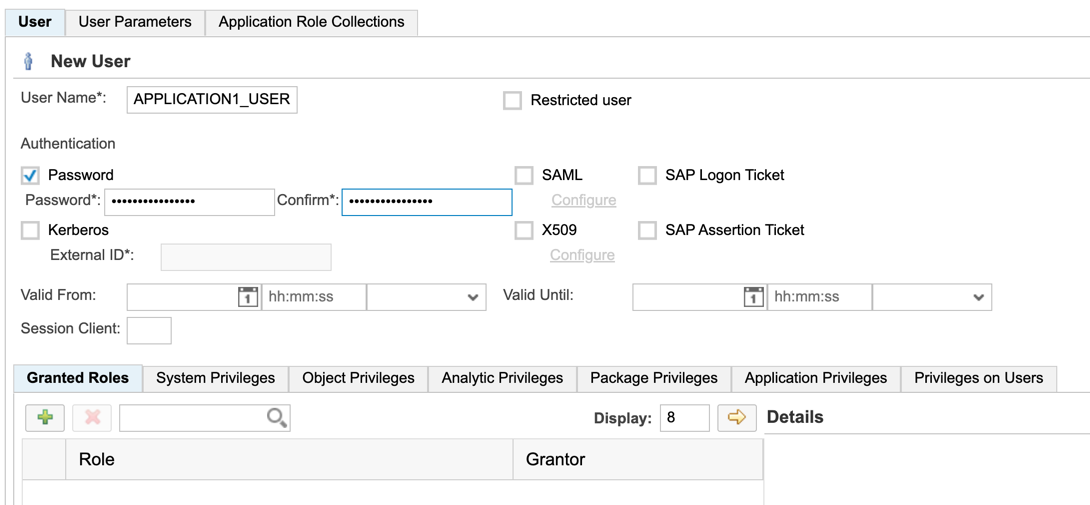 User User Parameters Application Role Collections
New User
User Name*: APPLICATION1_USER Restricted user
Authentication
Password SAML SAP Logon Ticket
Password*: •••••••••••••••• Confirm*: •••••••••••••••• Configure
Kerberos X509 SAP Assertion Ticket
External ID*: Configure
Valid From: 1 hh:mm:ss Valid Until: 1 hh:mm:ss
Session Client:
Granted Roles System Privileges Object Privileges Analytic Privileges Package Privileges Application Privileges Privileges on Users
Display: 8 Details
Role Grantor